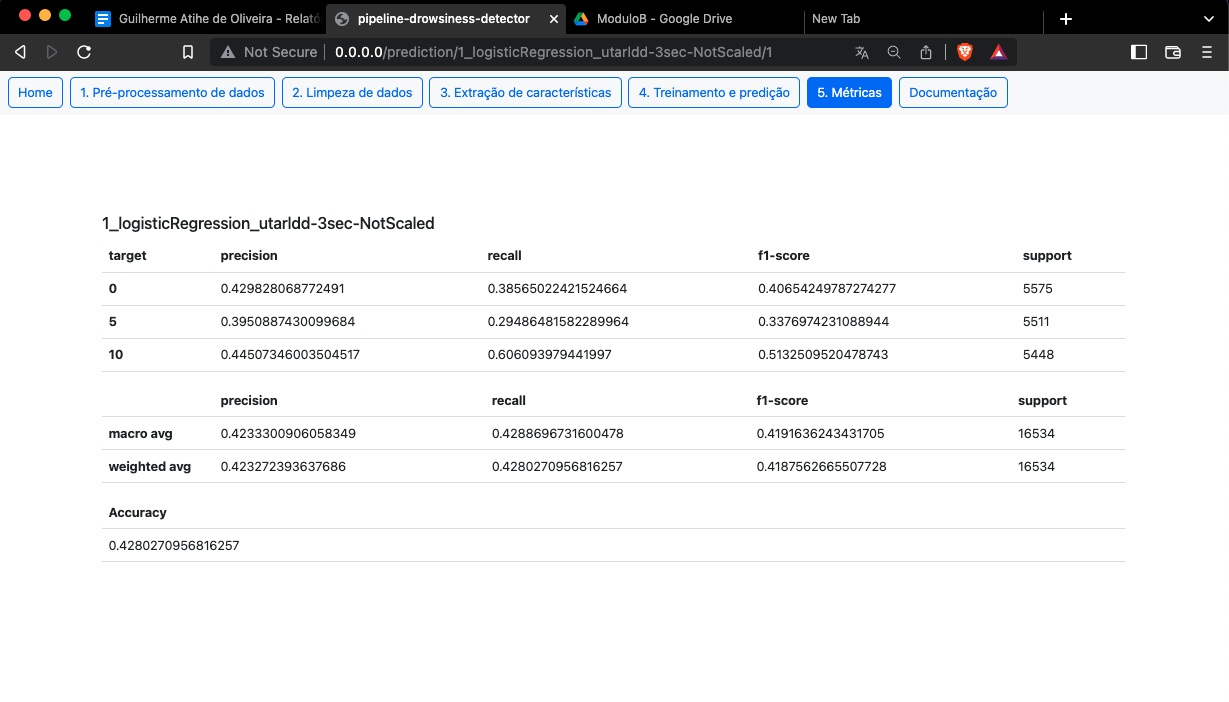 Guilherme Atihe de Oliveira - Relató
pipeline-drowsiness-detector
ModuloB - Google Drive
New Tab
Not Secure 0.0.0.0/prediction/1_logisticRegression_utarldd-3sec-NotScaled/1
Home 1. Pré-processamento de dados 2. Limpeza de dados 3. Extração de características 4. Treinamento e predição 5. Métricas Documentação
1_logisticRegression_utarldd-3sec-NotScaled
target precision recall f1-score support
0 0.429828068772491 0.38565022421524664 0.40654249787274277 5575
5 0.3950887430099684 0.29486481582289964 0.3376974231088944 5511
10 0.44507346003504517 0.606093979441997 0.5132509520478743 5448
precision recall f1-score support
macro avg 0.4233300906058349 0.4288696731600478 0.4191636243431705 16534
weighted avg 0.423272393637686 0.4280270956816257 0.4187562665507728 16534
Accuracy
0.4280270956816257